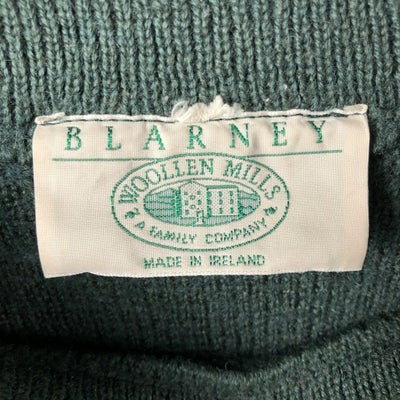 BLARNEY
WOOLLEN MILLS
A FAMILY COMPANY
MADE IN IRELAND